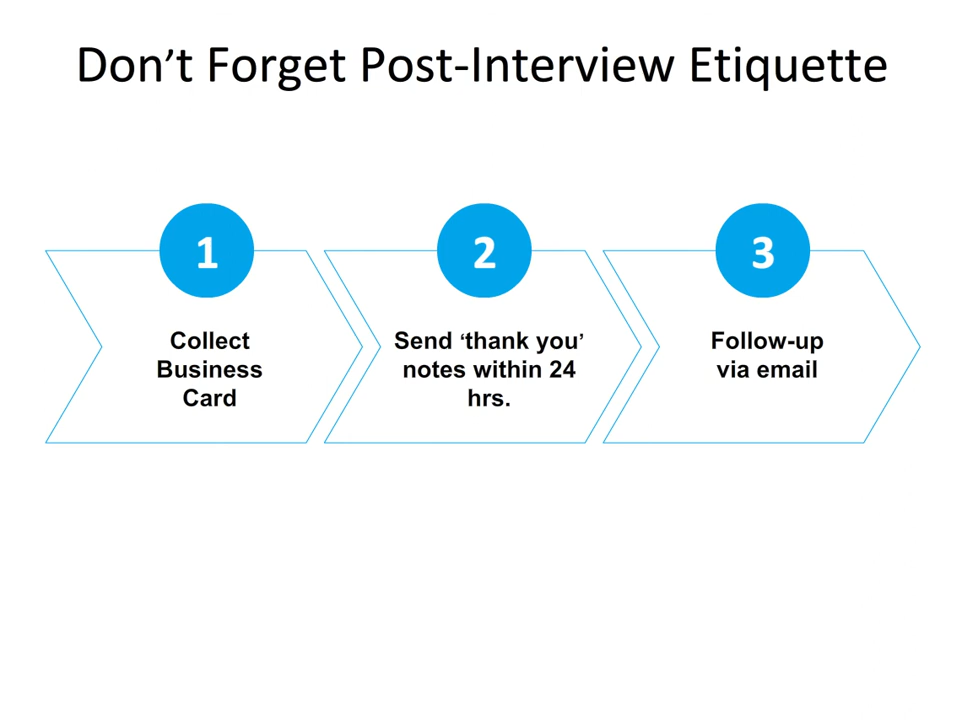 Don’t Forget Post-Interview Etiquette
1
2
3
Collect
Business
Card
Send ‘thank you’
notes within 24
hrs.
Follow-up
via email